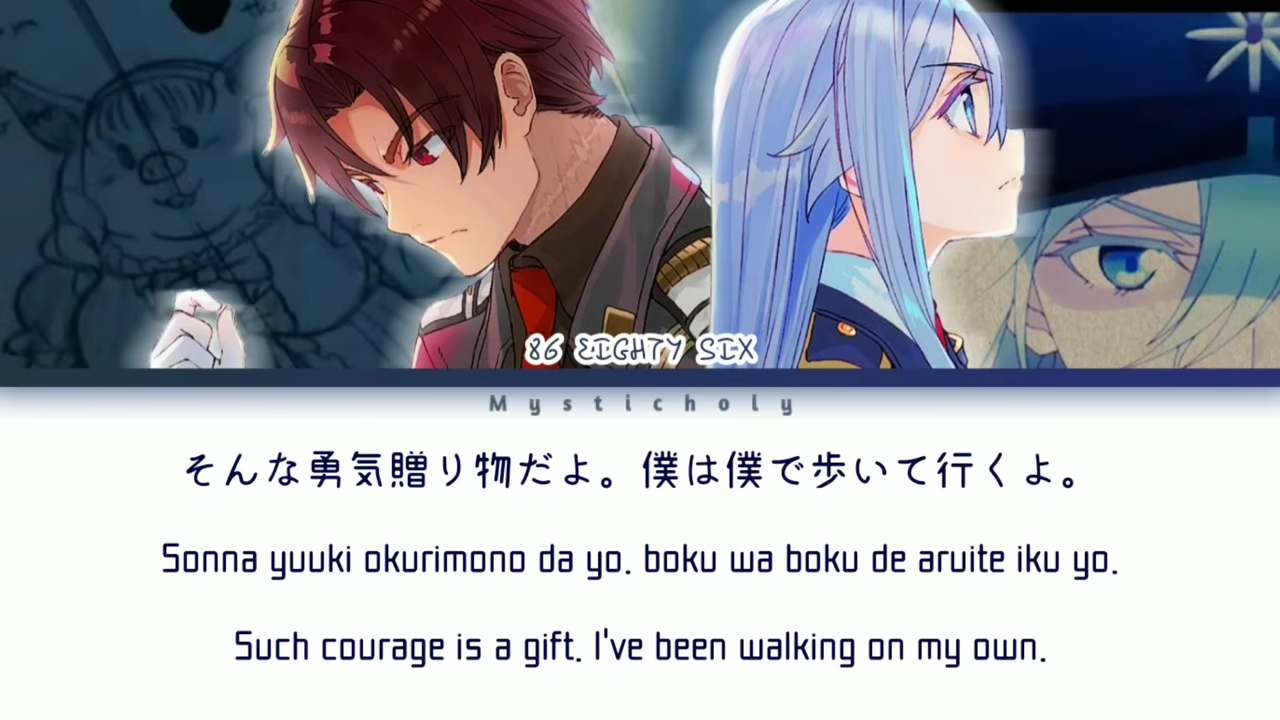 86 EIGHTY SIX
Mysticholy
そんな勇気贈り物だよ。僕は僕で歩いて行くよ。
Sonna yuuki okurimono da yo. boku wa boku de aruite iku yo.
Such courage is a gift. I've been walking on my own.